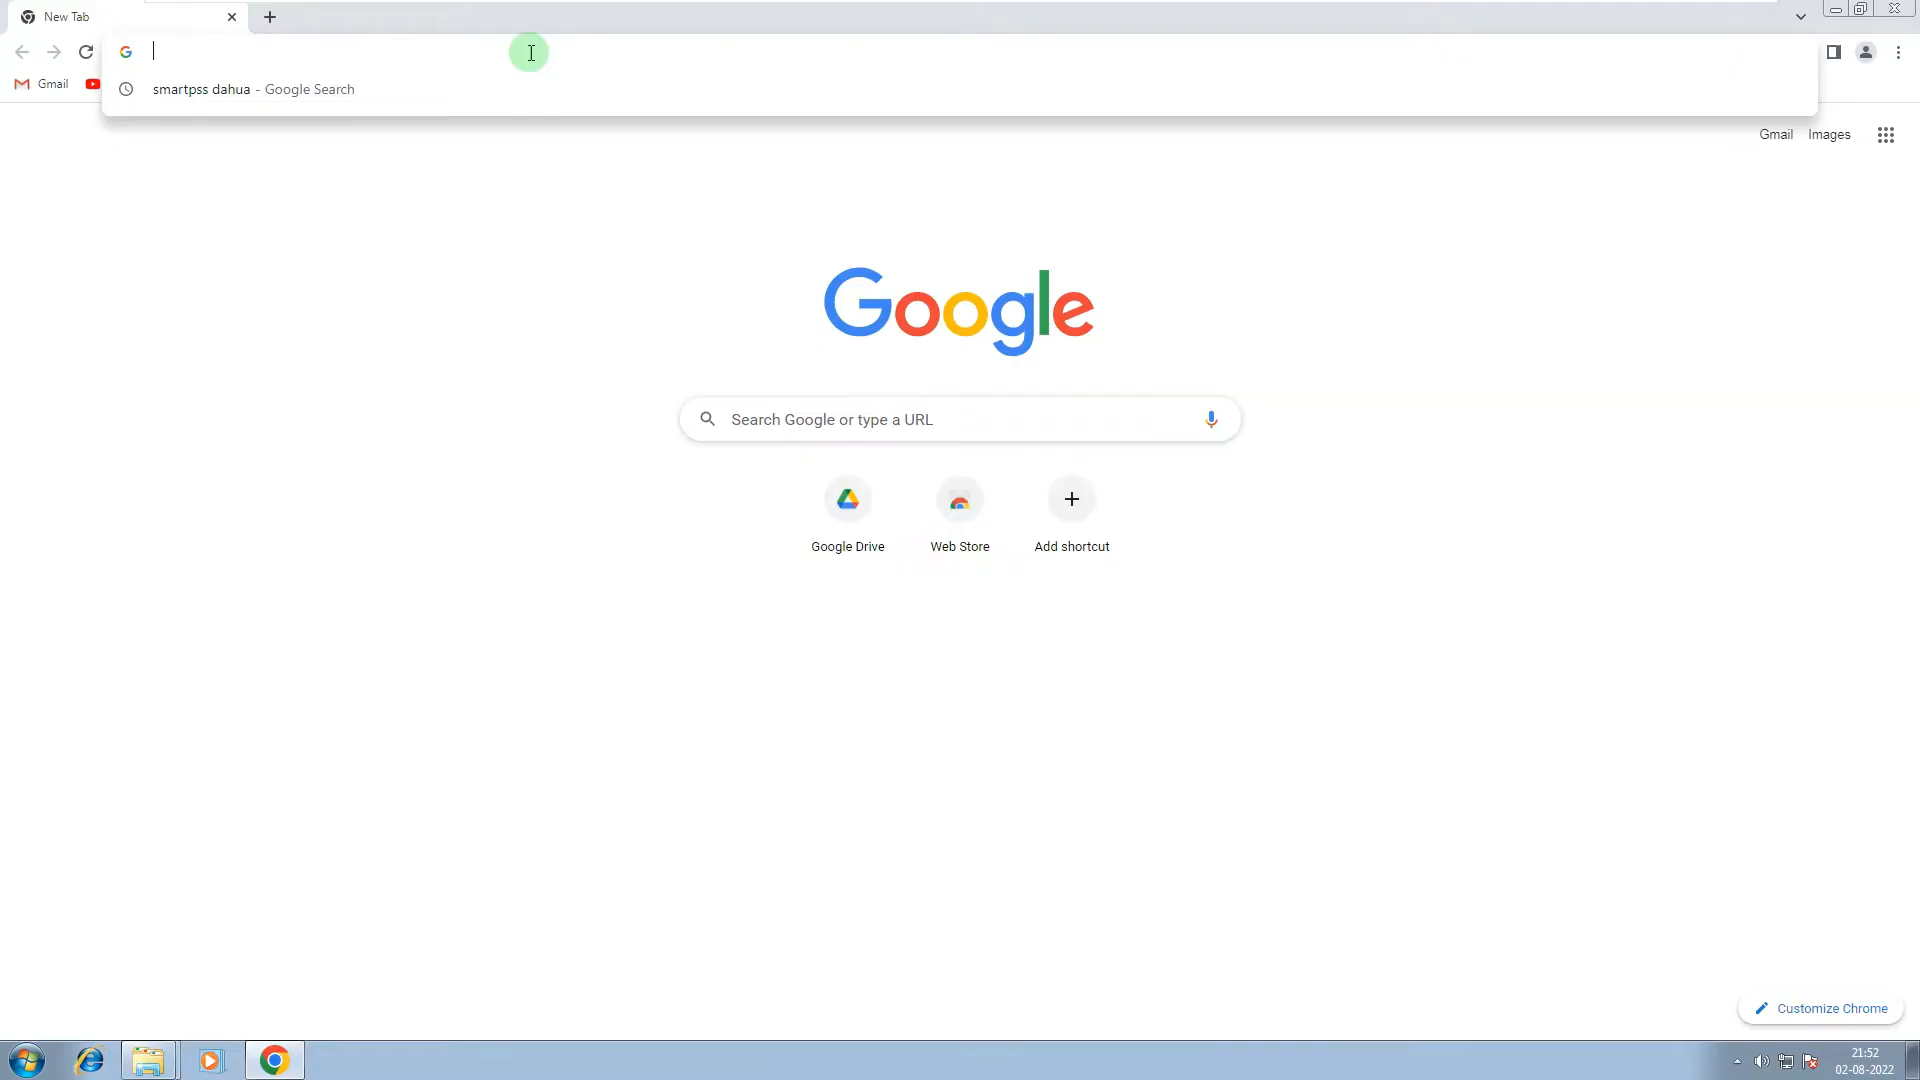 New Tab
smartpss dahua - Google Search
Gmail
Gmail Images
Google
Search Google or type a URL
Google Drive Web Store Add shortcut
Customize Chrome
21:52
02-08-2022